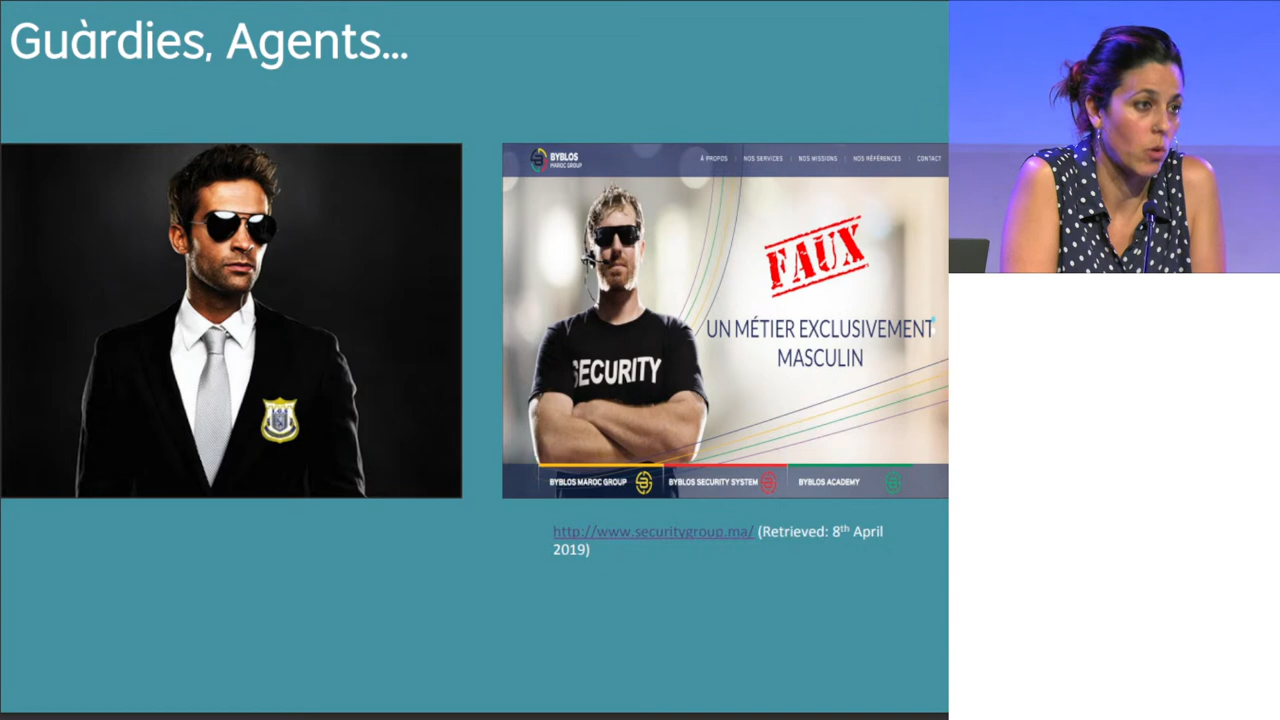 Guàrdies, Agents...
BYBLOS
MAROC GROUP
À PROPOS | NOS SERVICES | NOS MISSIONS | NOS RÉFÉRENCES | CONTACT
FAUX
UN MÉTIER EXCLUSIVEMENT
MASCULIN
SECURITY
BYBLOS MAROC GROUP
BYBLOS SECURITY SYSTEM
BYBLOS ACADEMY
http://www.securitygroup.ma/ (Retrieved: 8th April
2019)